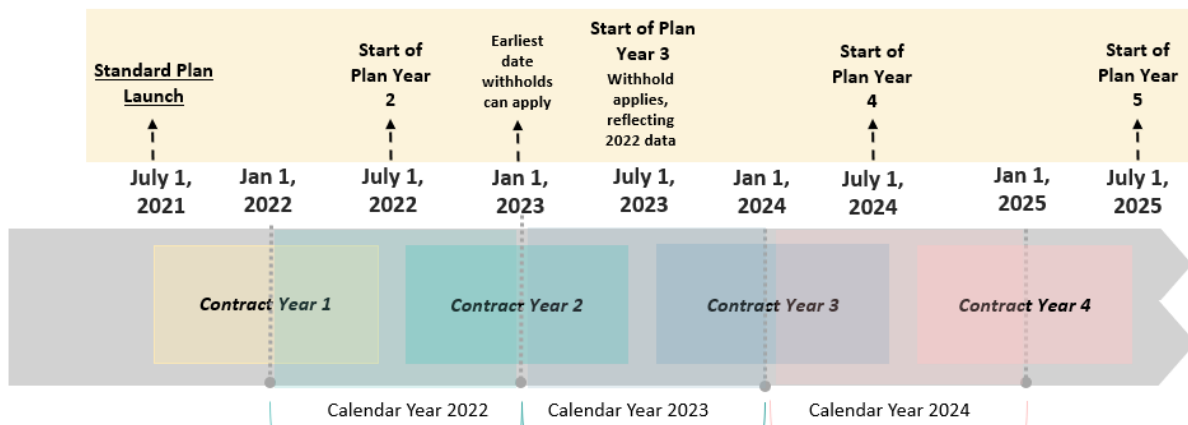 Standard Plan
Launch
Start of
Plan Year
2
Earliest
date
withholds
can apply
Start of Plan
Year 3
Withhold
applies,
reflecting
2022 data
Start of
Plan Year
4
Start of
Plan Year
5
July 1,
2021
Jan 1,
2022
July 1,
2022
Jan 1,
2023
July 1,
2023
Jan 1,
2024
July 1,
2024
Jan 1,
2025
July 1,
2025
Contract Year 1
Contract Year 2
Contract Year 3
Contract Year 4
Calendar Year 2022
Calendar Year 2023
Calendar Year 2024